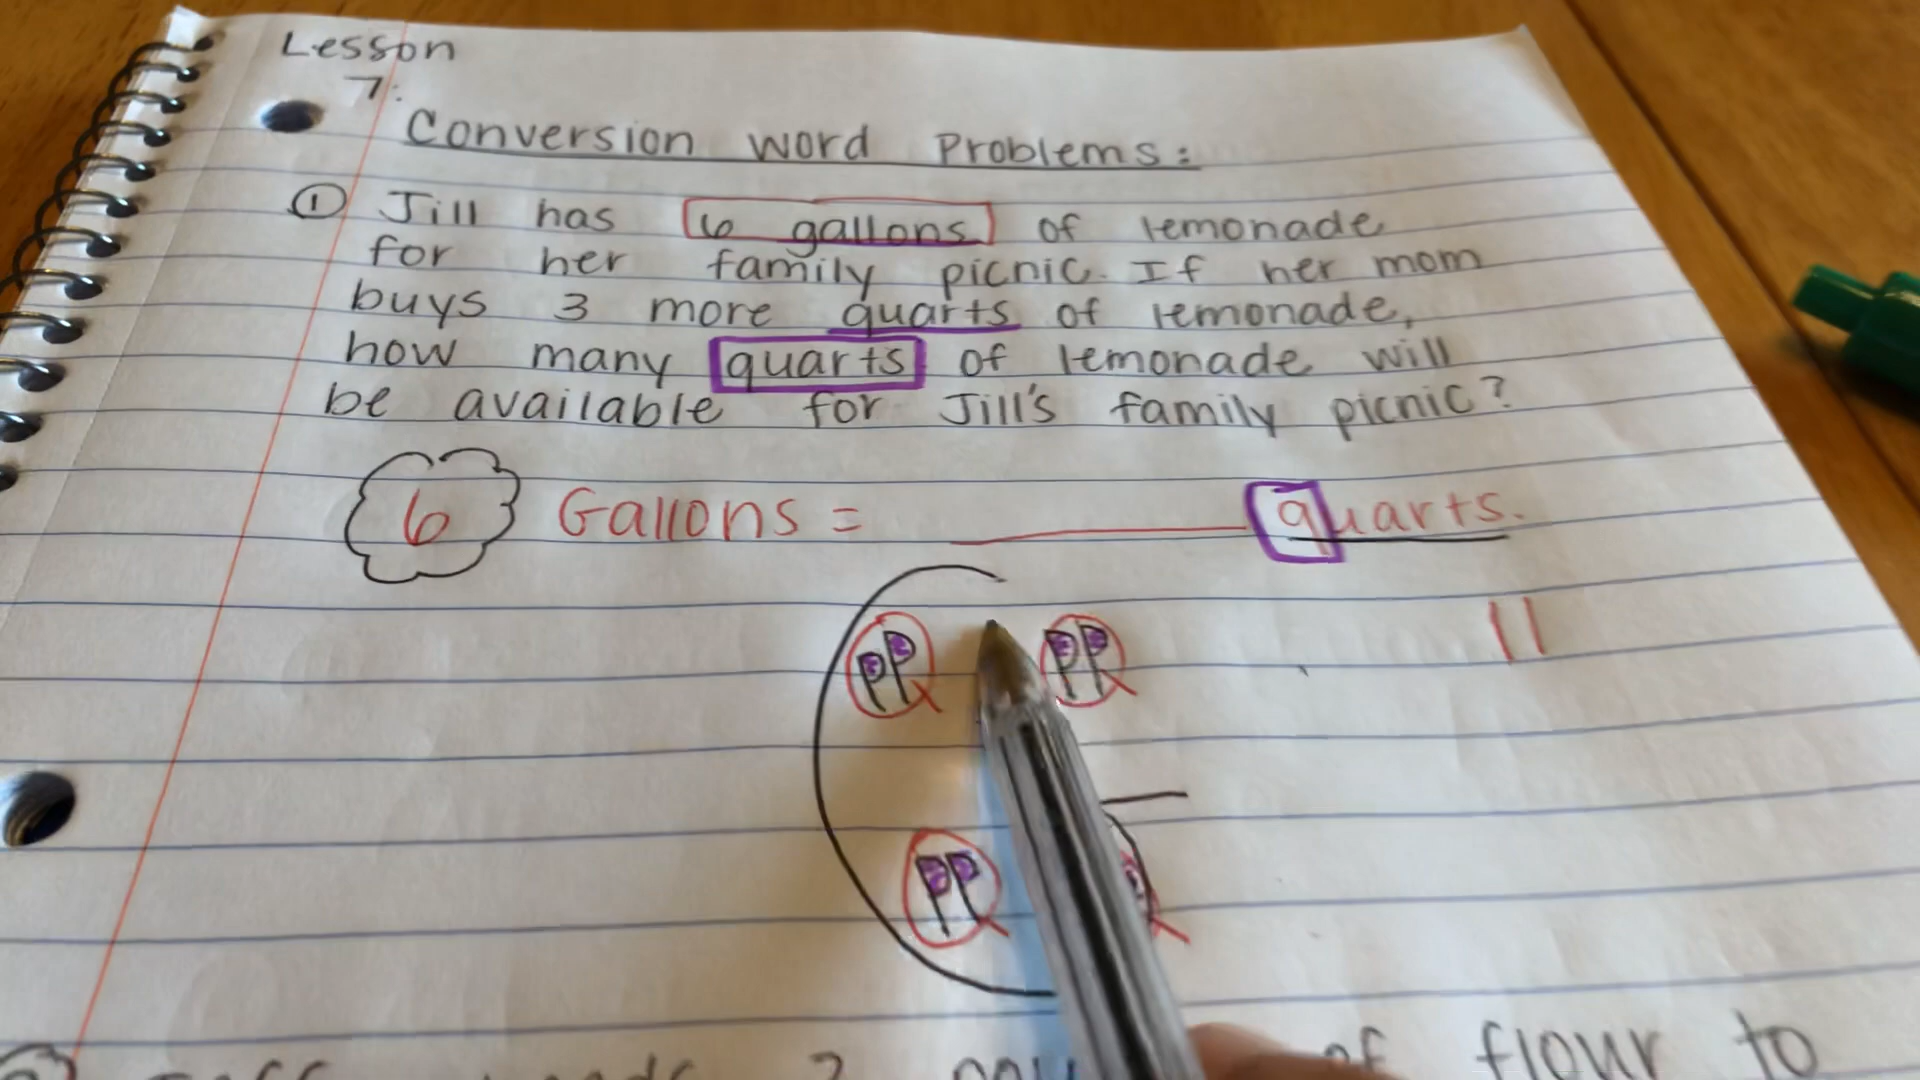 Lesson
7:
Conversion word Problems:
① Jill has 6 gallons of lemonade
for her family picnic. If her mom
buys 3 more quarts of lemonade,
how many quarts of lemonade will
be available for Jill's family picnic?
6 Gallons = ______ quarts.
PP PP
PP
of flour to